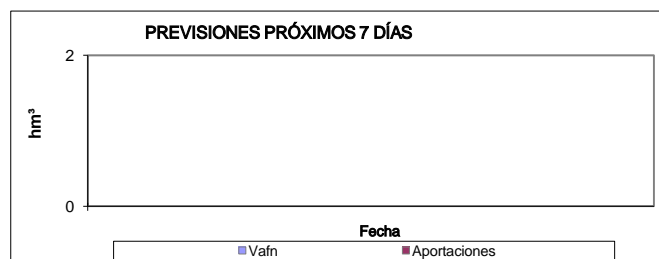 PREVISIONES PRÓXIMOS 7 DÍAS
2
hm³
0
Fecha
Vafn Aportaciones